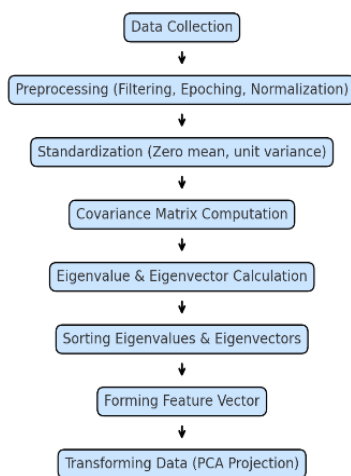 Data Collection
Preprocessing (Filtering, Epoching, Normalization)
Standardization (Zero mean, unit variance)
Covariance Matrix Computation
Eigenvalue & Eigenvector Calculation
Sorting Eigenvalues & Eigenvectors
Forming Feature Vector
Transforming Data (PCA Projection)